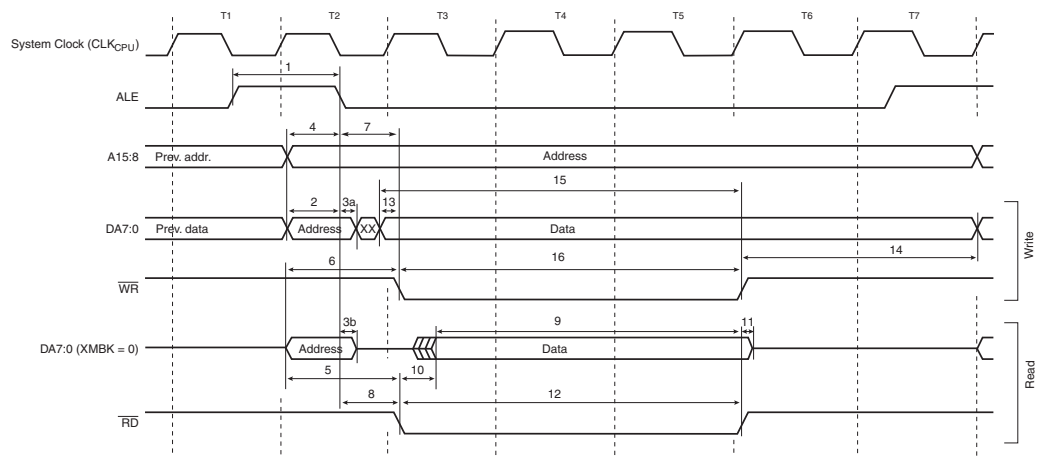 T1 T2 T3 T4 T5 T6 T7
System Clock (CLKCPU)
1
ALE
4 7
A15:8 Prev. addr. Address
15
2 3a 13
DA7:0 Prev. data Address XX Data
14
6 16
WR
Write
3b 9 11
DA7:0 (XMBK = 0) Address Data
5 10
8 12
RD
Read